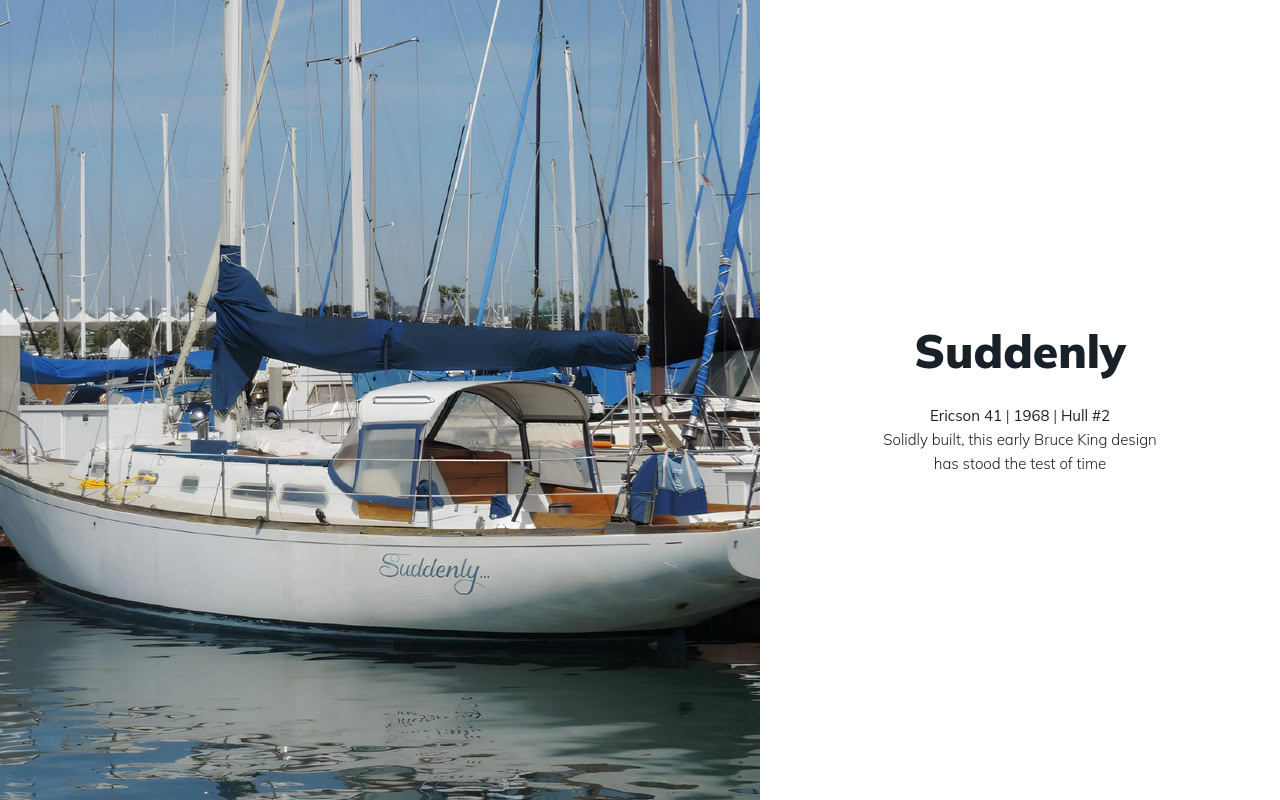 Suddenly...
Suddenly
Ericson 41 | 1968 | Hull #2
Solidly built, this early Bruce King design
has stood the test of time